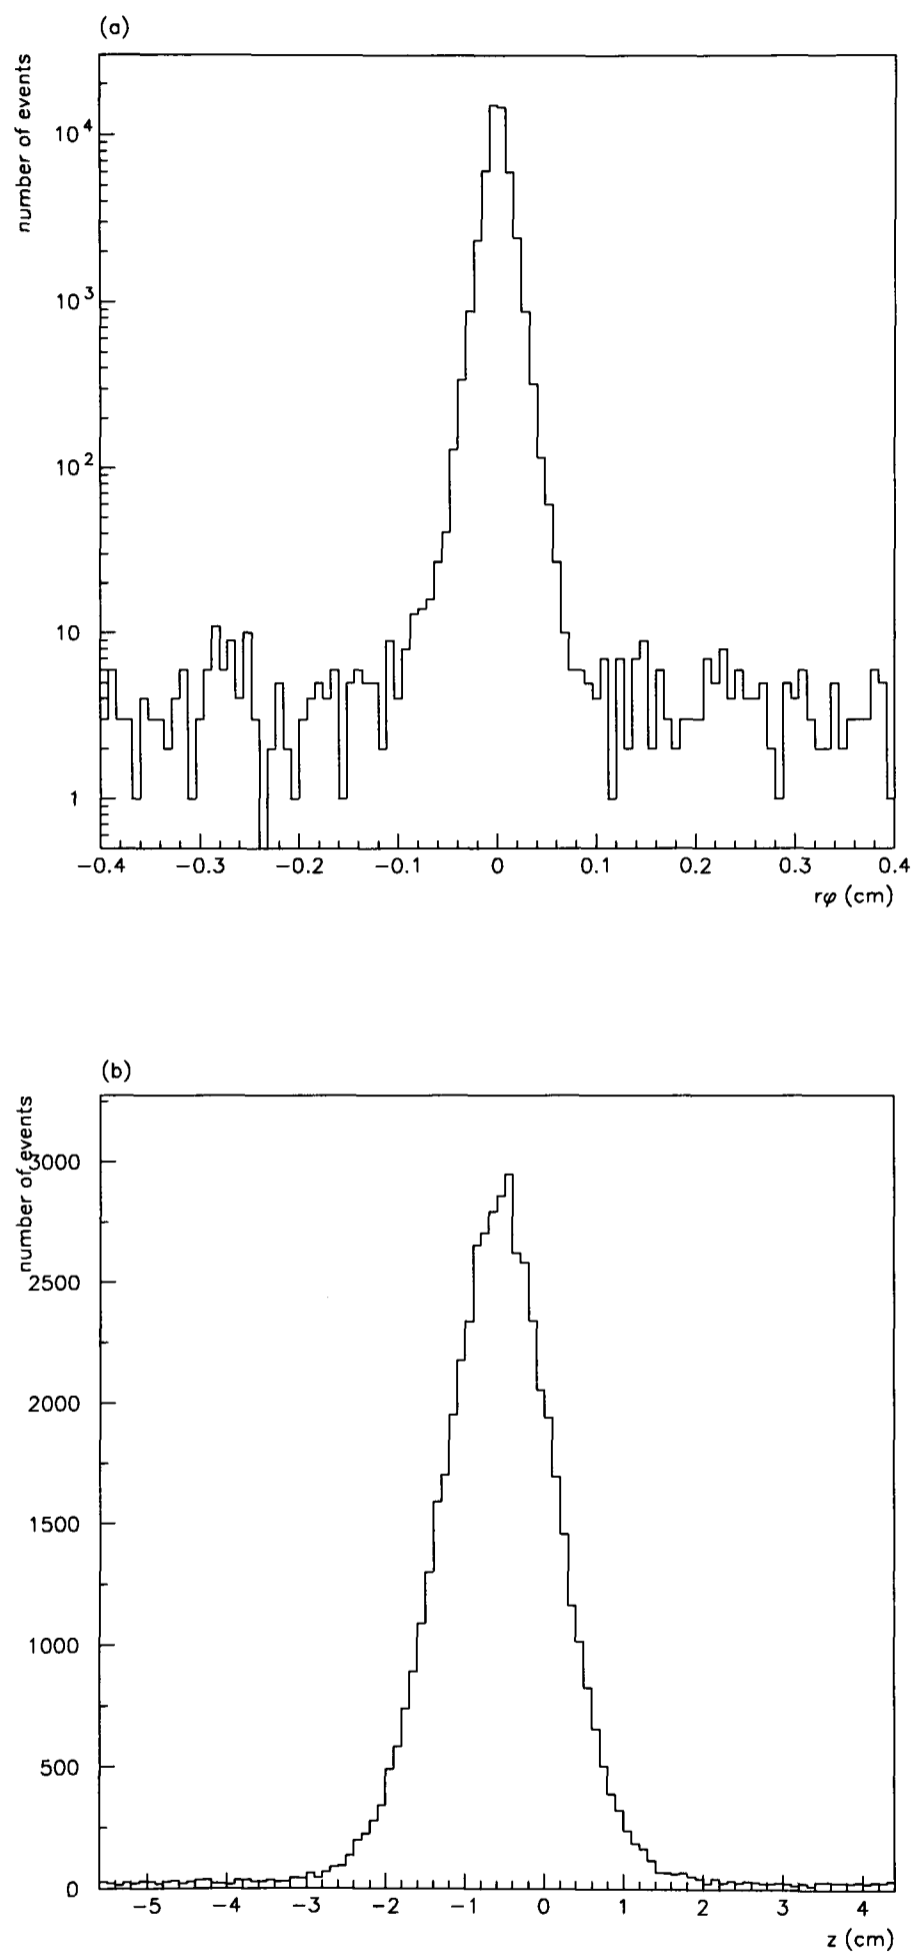 (a)
number of events
10⁴
10³
10²
10
1
−0.4 −0.3 −0.2 −0.1 0 0.1 0.2 0.3 0.4
rφ (cm)
(b)
number of events
3000
2500
2000
1500
1000
500
0
−5 −4 −3 −2 −1 0 1 2 3 4
z (cm)